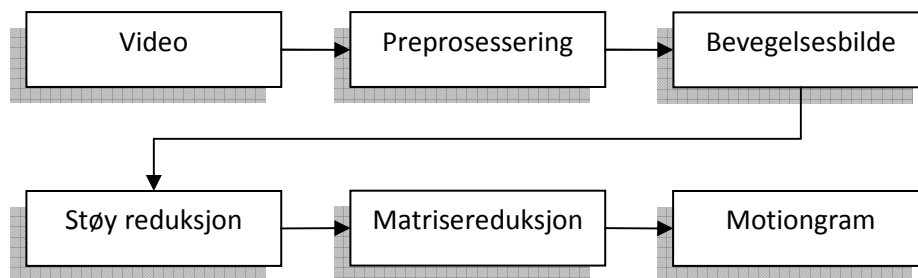 Video
Preprosessering
Bevegelsesbilde
Støy reduksjon
Matrisereduksjon
Motiongram